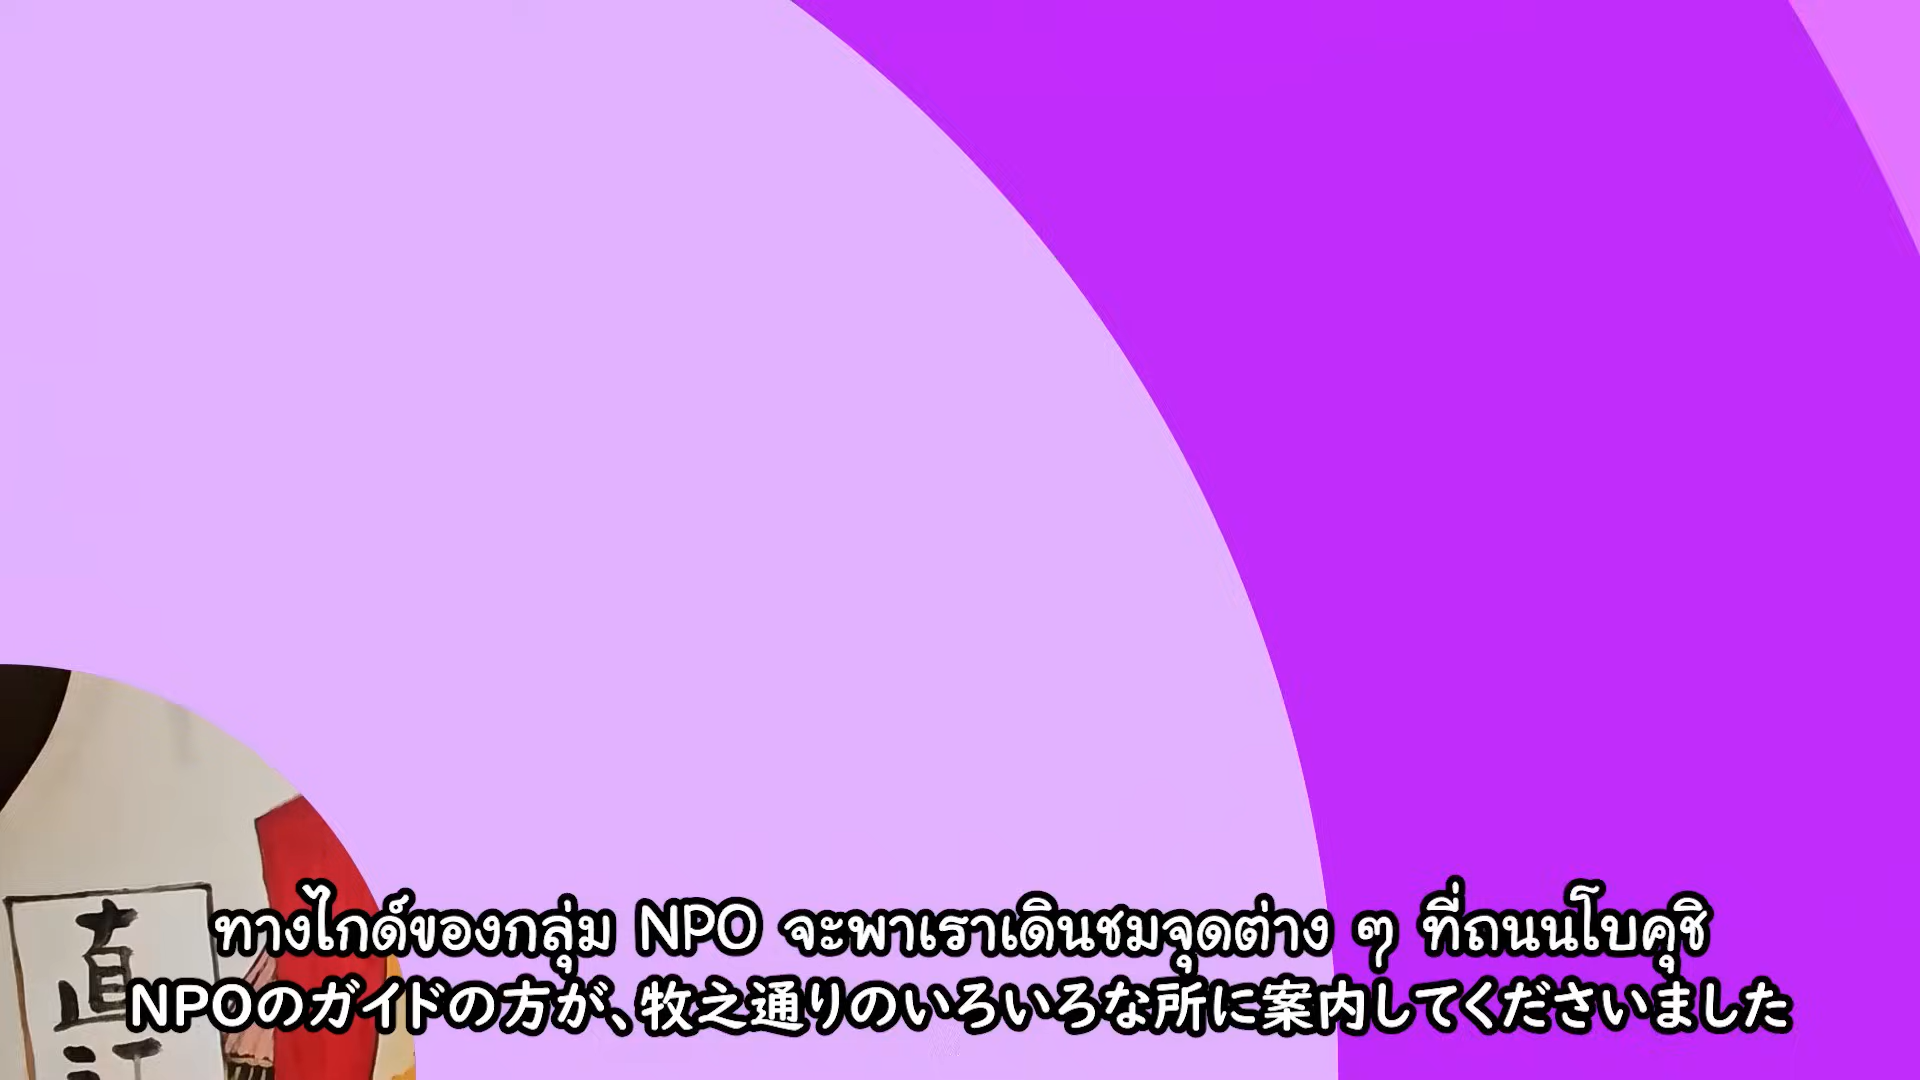 ทางไกด์ของกลุ่ม NPO จะพาเราเดินชมจุดต่าง ๆ ที่ถนนโบคุชิ
NPOのガイドの方が、牧之通りのいろいろな所に案内してくださいました
直